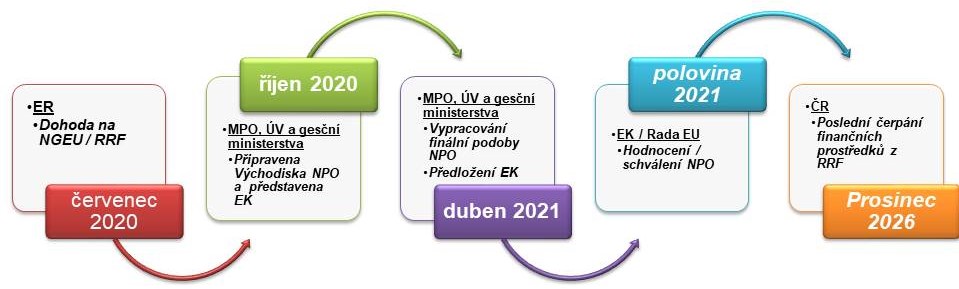 •ER
•Dohoda na
NGEU / RRF
červenec
2020
říjen 2020
•MPO, ÚV a gesční
ministerstva
•Připravena
Východiska NPO
a představena
EK
•MPO, ÚV a gesční
ministerstva
•Vypracování
finální podoby
NPO
•Předložení EK
duben 2021
polovina
2021
•EK / Rada EU
•Hodnocení /
schválení NPO
•ČR
•Poslední čerpání
finančních
prostředků z
RRF
Prosinec
2026